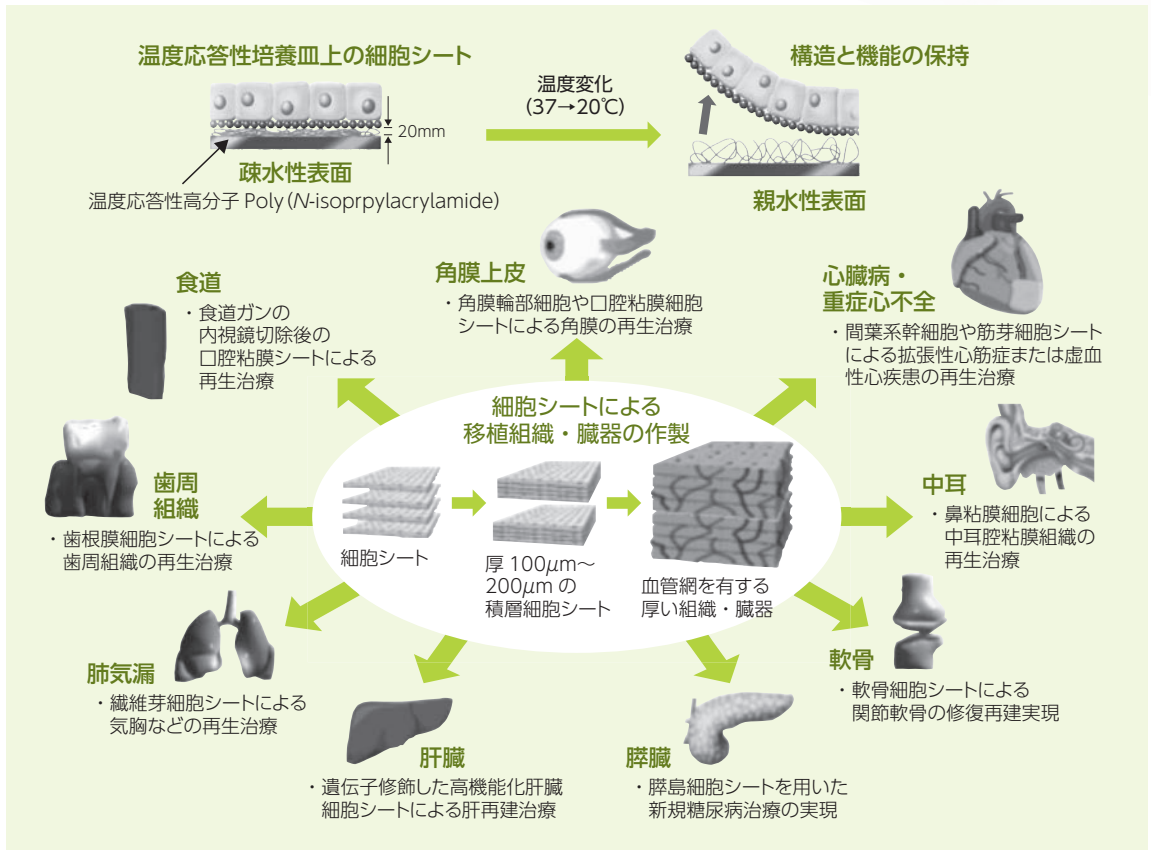 温度応答性培養皿上の細胞シート
20mm
疎水性表面
温度応答性高分子 Poly (N-isoprpylacrylamide)
温度変化
(37→20℃)
構造と機能の保持
親水性表面
食道
・食道ガンの
内視鏡切除後の
口腔粘膜シートによる
再生治療
角膜上皮
・角膜輪部細胞や口腔粘膜細胞
シートによる角膜の再生治療
心臓病・
重症心不全
・間葉系幹細胞や筋芽細胞シート
による拡張性心筋症または虚血
性心疾患の再生治療
歯周
組織
・歯根膜細胞シートによる
歯周組織の再生治療
細胞シートによる
移植組織・臓器の作製
細胞シート
厚 100μm～
200μm の
積層細胞シート
血管網を有する
厚い組織・臓器
中耳
・鼻粘膜細胞による
中耳腔粘膜組織の
再生治療
肺気漏
・繊維芽細胞シートによる
気胸などの再生治療
肝臓
・遺伝子修飾した高機能化肝臓
細胞シートによる肝再建治療
膵臓
・膵島細胞シートを用いた
新規糖尿病治療の実現
軟骨
・軟骨細胞シートによる
関節軟骨の修復再建実現